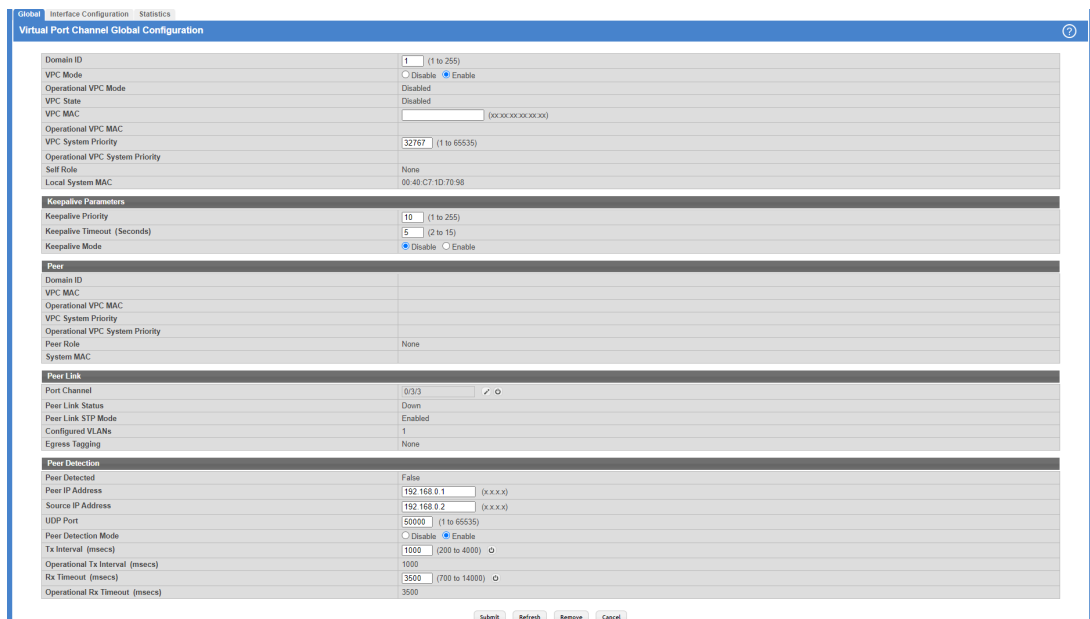 Global Interface Configuration Statistics
Virtual Port Channel Global Configuration
Domain ID 1 (1 to 255)
VPC Mode Disable Enable
Operational VPC Mode Disabled
VPC State Disabled
VPC MAC (xx:xx:xx:xx:xx:xx)
Operational VPC MAC
VPC System Priority 32767 (1 to 65535)
Operational VPC System Priority
Self Role None
Local System MAC 00:40:C7:1D:70:98
Keepalive Parameters
Keepalive Priority 10 (1 to 255)
Keepalive Timeout (Seconds) 5 (2 to 15)
Keepalive Mode Disable Enable
Peer
Domain ID
VPC MAC
Operational VPC MAC
VPC System Priority
Operational VPC System Priority
Peer Role None
System MAC
Peer Link
Port Channel 0/3/3
Peer Link Status Down
Peer Link STP Mode Enabled
Configured VLANs 1
Egress Tagging None
Peer Detection
Peer Detected False
Peer IP Address 192.168.0.1 (x.x.x.x)
Source IP Address 192.168.0.2 (x.x.x.x)
UDP Port 50000 (1 to 65535)
Peer Detection Mode Disable Enable
Tx Interval (msecs) 1000 (200 to 4000)
Operational Tx Interval (msecs) 1000
Rx Timeout (msecs) 3500 (700 to 14000)
Operational Rx Timeout (msecs) 3500
Submit Refresh Remove Cancel